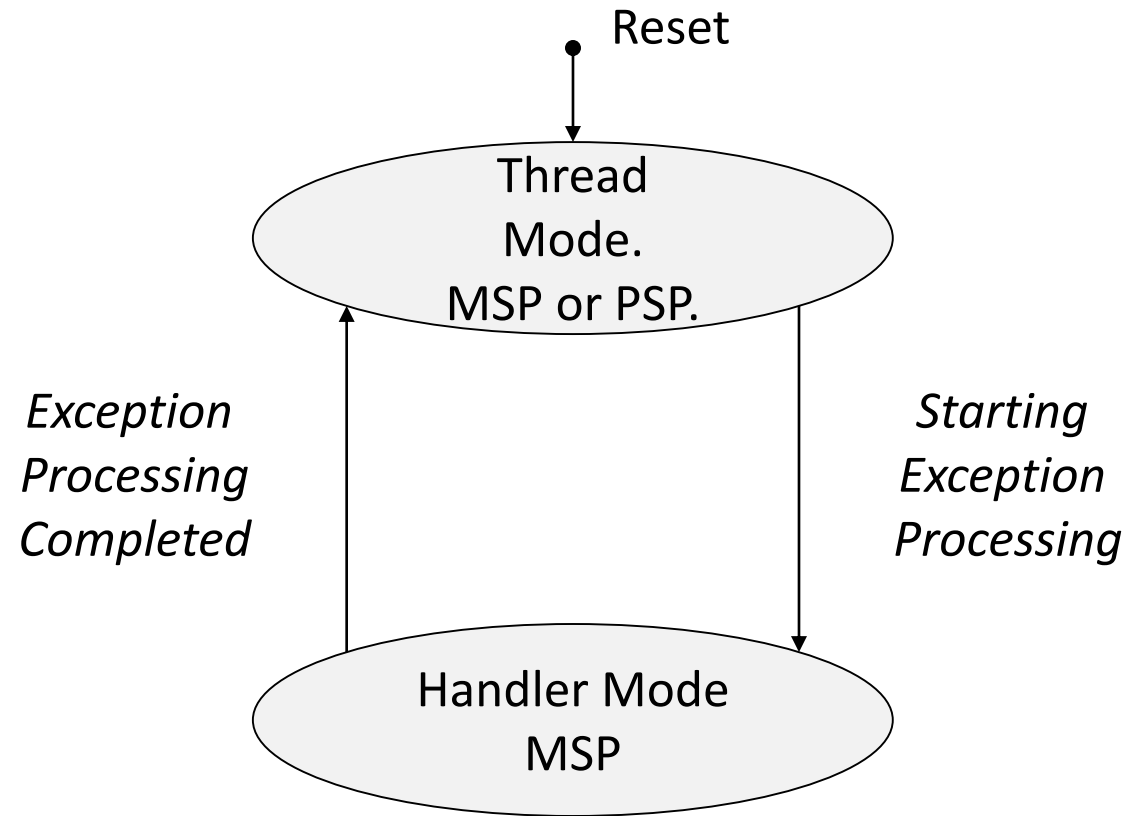 Reset
Thread
Mode.
MSP or PSP.
Exception
Processing
Completed
Starting
Exception
Processing
Handler Mode
MSP